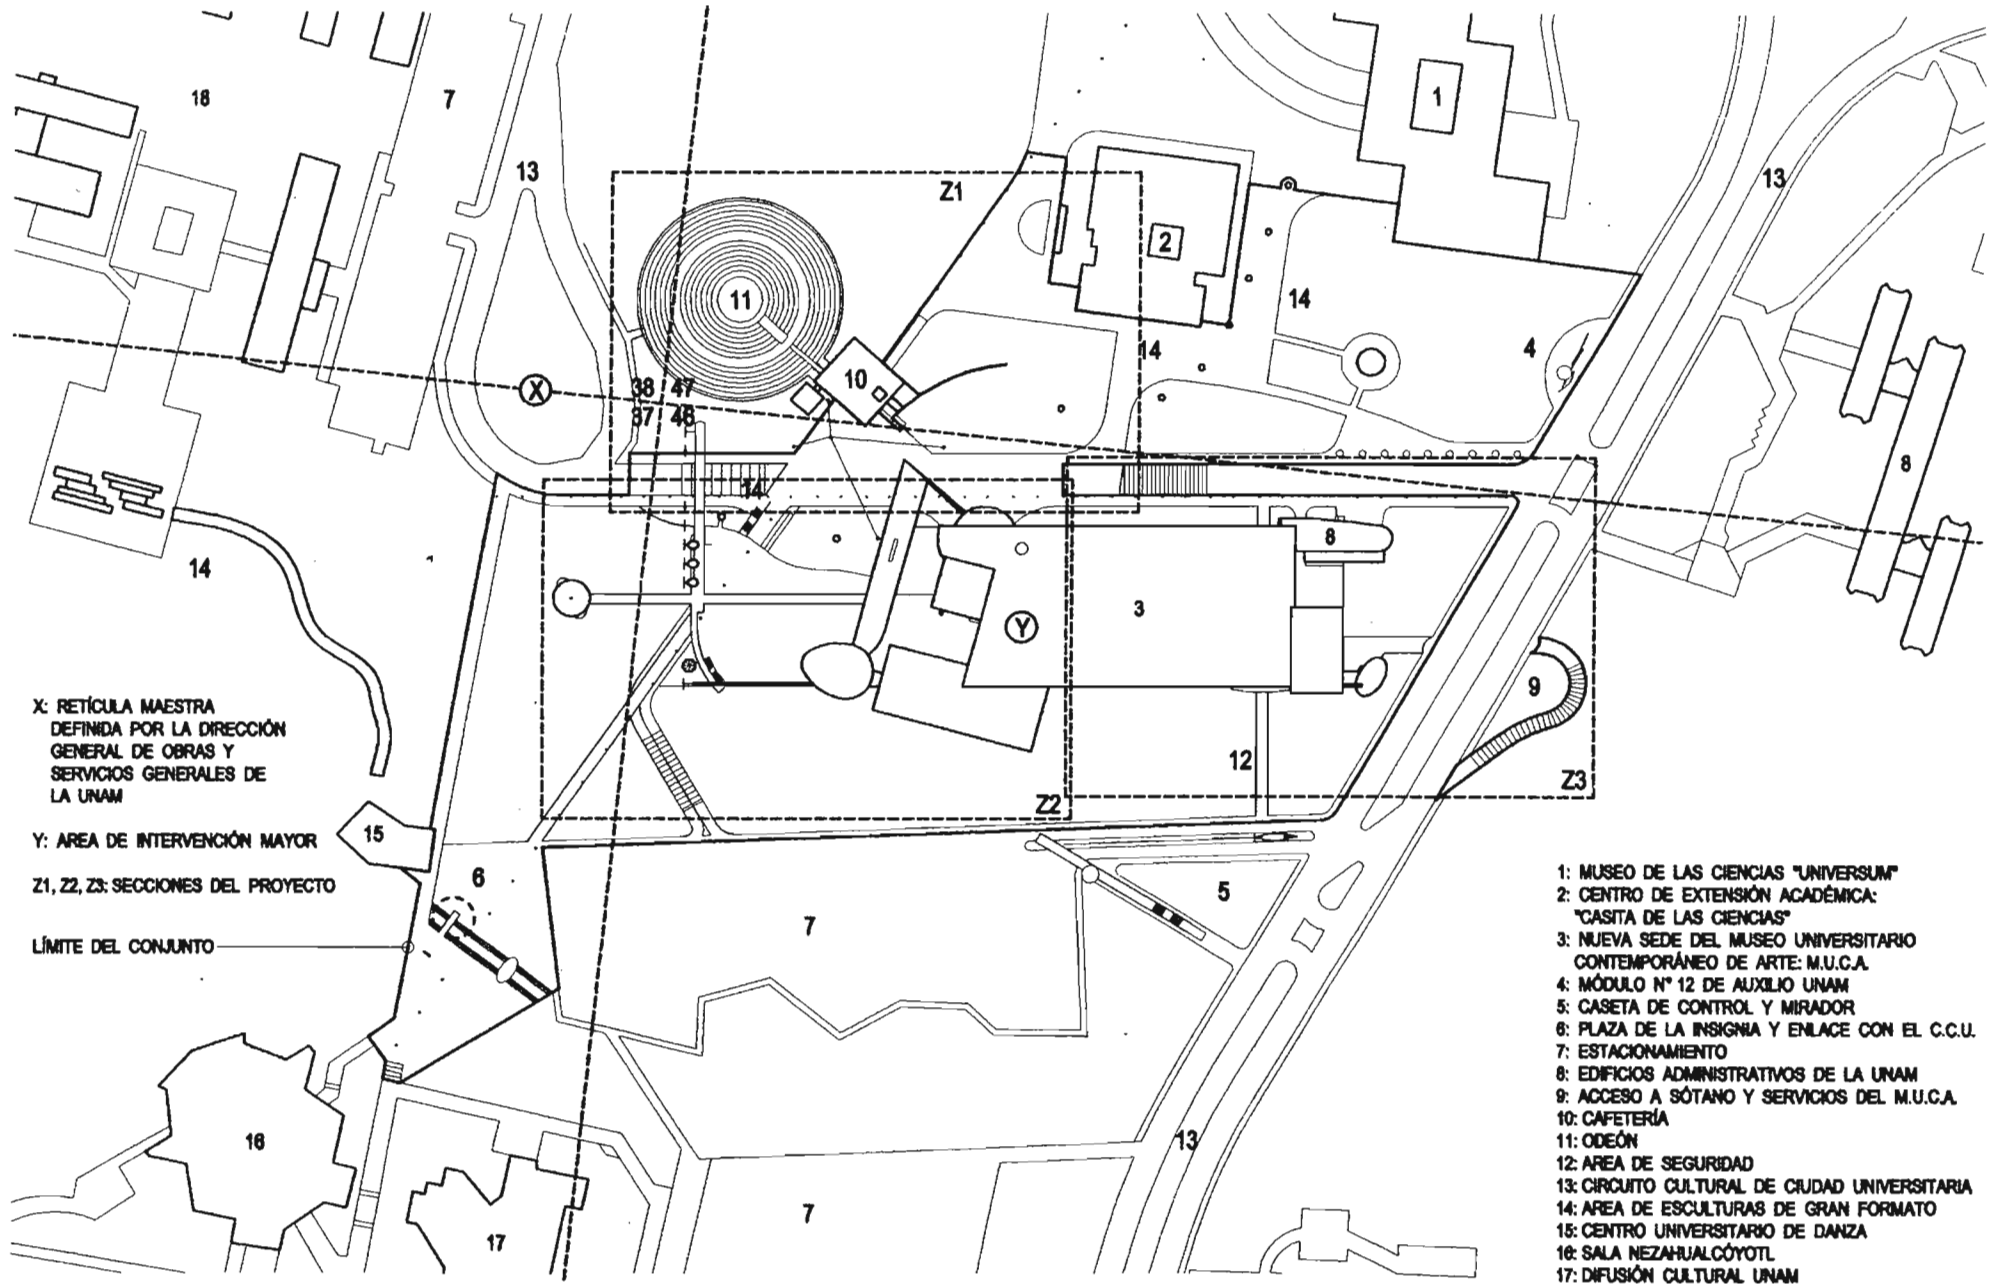 18
7
1
13
13
Z1
2
11
14
4
14
10
X
38 47
37 48
8
14
8
14
3
Y
9
X: RETÍCULA MAESTRA
DEFINIDA POR LA DIRECCIÓN
GENERAL DE OBRAS Y
SERVICIOS GENERALES DE
LA UNAM
12
Z3
Z2
15
Y: AREA DE INTERVENCIÓN MAYOR
6
5
Z1, Z2, Z3: SECCIONES DEL PROYECTO
7
LÍMITE DEL CONJUNTO
13
16
7
17
1: MUSEO DE LAS CIENCIAS "UNIVERSUM"
2: CENTRO DE EXTENSIÓN ACADÉMICA:
"CASITA DE LAS CIENCIAS"
3: NUEVA SEDE DEL MUSEO UNIVERSITARIO
CONTEMPORÁNEO DE ARTE: M.U.C.A.
4: MÓDULO N° 12 DE AUXILIO UNAM
5: CASETA DE CONTROL Y MIRADOR
6: PLAZA DE LA INSIGNIA Y ENLACE CON EL C.C.U.
7: ESTACIONAMIENTO
8: EDIFICIOS ADMINISTRATIVOS DE LA UNAM
9: ACCESO A SÓTANO Y SERVICIOS DEL M.U.C.A.
10: CAFETERÍA
11: ODEÓN
12: AREA DE SEGURIDAD
13: CIRCUITO CULTURAL DE CIUDAD UNIVERSITARIA
14: AREA DE ESCULTURAS DE GRAN FORMATO
15: CENTRO UNIVERSITARIO DE DANZA
16: SALA NEZAHUALCÓYOTL
17: DIFUSIÓN CULTURAL UNAM